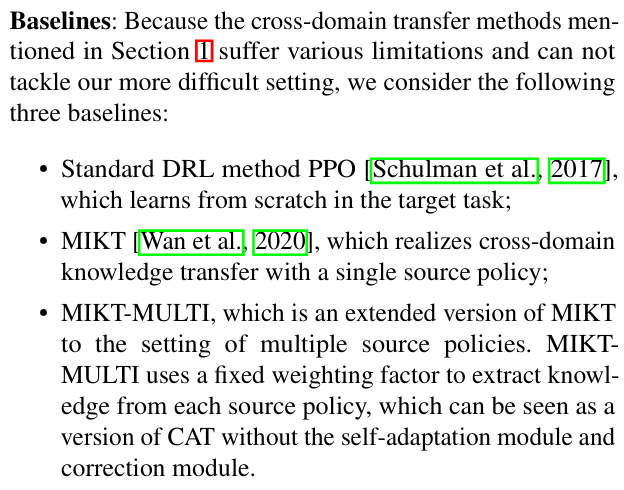 Baselines: Because the cross-domain transfer methods men-
tioned in Section 1 suffer various limitations and can not
tackle our more difficult setting, we consider the following
three baselines:
• Standard DRL method PPO [Schulman et al., 2017],
which learns from scratch in the target task;
• MIKT [Wan et al., 2020], which realizes cross-domain
knowledge transfer with a single source policy;
• MIKT-MULTI, which is an extended version of MIKT
to the setting of multiple source policies. MIKT-
MULTI uses a fixed weighting factor to extract knowl-
edge from each source policy, which can be seen as a
version of CAT without the self-adaptation module and
correction module.